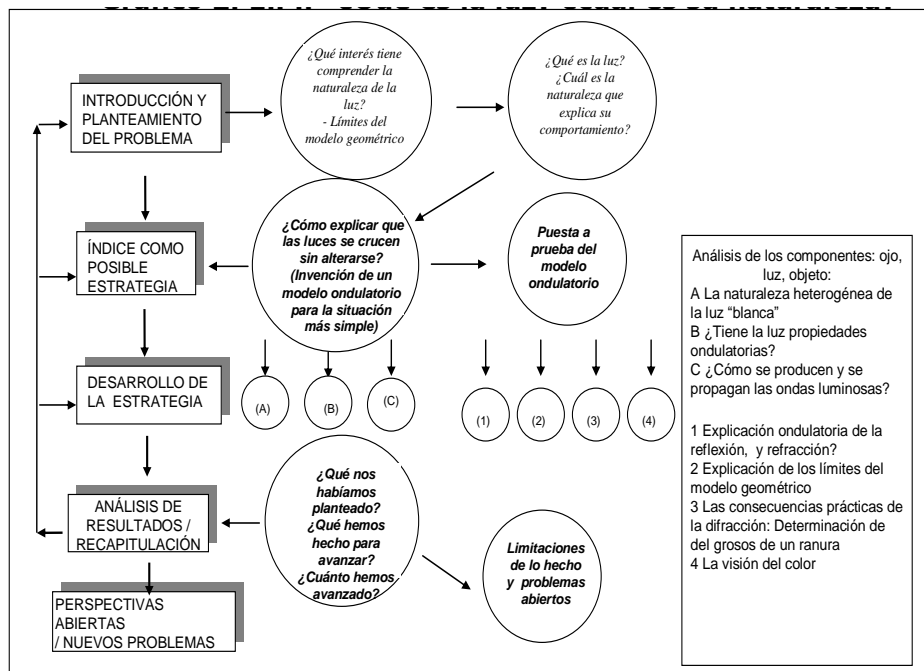 INTRODUCCIÓN Y
PLANTEAMIENTO
DEL PROBLEMA
¿Qué interés tiene
comprender la
naturaleza de la
luz?
- Límites del
modelo geométrico
¿Qué es la luz?
¿Cuál es la
naturaleza que
explica su
comportamiento?
ÍNDICE COMO
POSIBLE
ESTRATEGIA
¿Cómo explicar que
las luces se crucen
sin alterarse?
(Invención de un
modelo ondulatorio
para la situación
más simple)
Puesta a
prueba del
modelo
ondulatorio
DESARROLLO DE
LA ESTRATEGIA
(A)
(B)
(C)
(1)
(2)
(3)
(4)
ANÁLISIS DE
RESULTADOS /
RECAPITULACIÓN
¿Qué nos
habíamos
planteado?
¿Qué hemos
hecho para
avanzar?
¿Cuánto hemos
avanzado?
Limitaciones
de lo hecho
y problemas
abiertos
PERSPECTIVAS
ABIERTAS
/ NUEVOS PROBLEMAS
Análisis de los componentes: ojo,
luz, objeto:
A La naturaleza heterogénea de
la luz “blanca”
B ¿Tiene la luz propiedades
ondulatorias?
C ¿Cómo se producen y se
propagan las ondas luminosas?
1 Explicación ondulatoria de la
reflexión, y refracción?
2 Explicación de los límites del
modelo geométrico
3 Las consecuencias prácticas de
la difracción: Determinación de
del grosos de un ranura
4 La visión del color